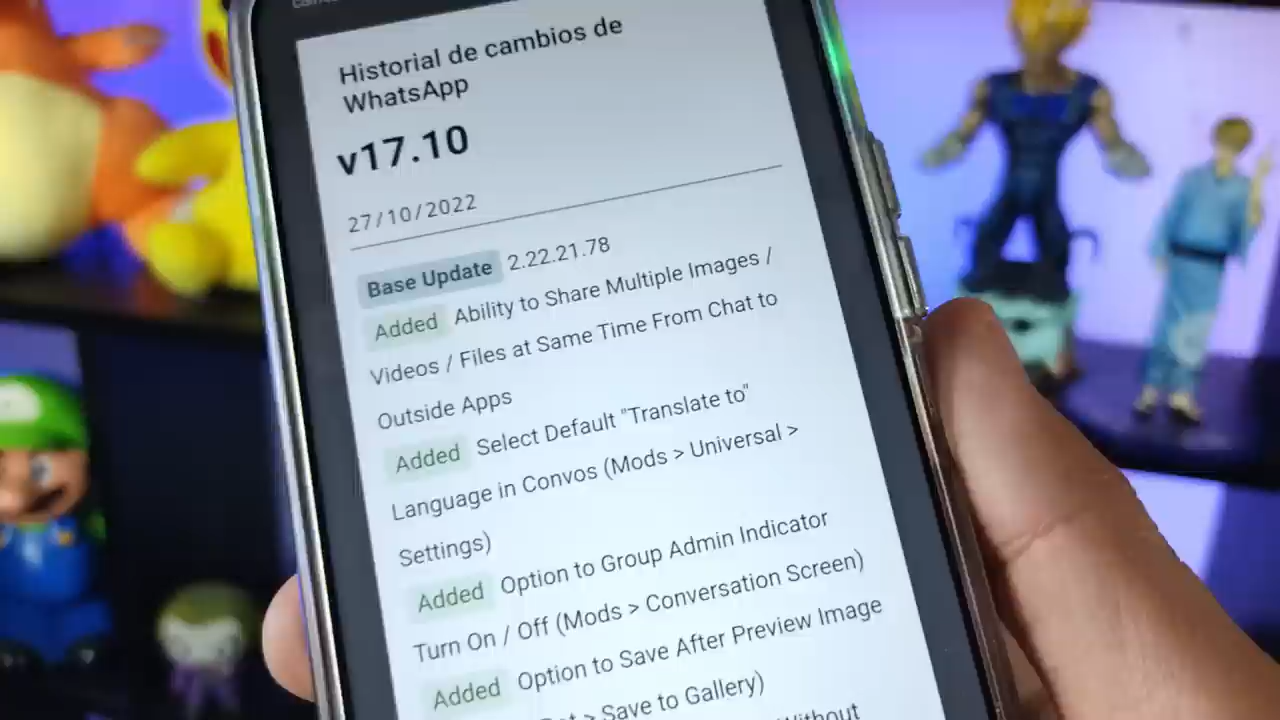 Historial de cambios de
WhatsApp
v17.10
27/10/2022
Base Update 2.22.21.78
Added Ability to Share Multiple Images /
Videos / Files at Same Time From Chat to
Outside Apps
Added Select Default "Translate to"
Language in Convos (Mods > Universal >
Settings)
Added Option to Group Admin Indicator
Turn On / Off (Mods > Conversation Screen)
Added Option to Save After Preview Image
> Save to Gallery)
Without